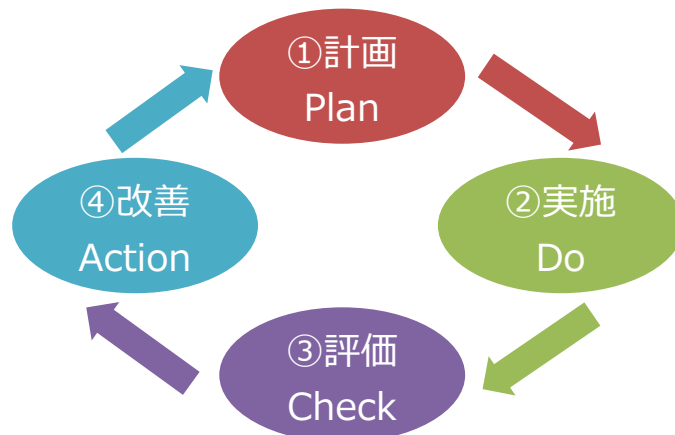 ①計画
Plan
②実施
Do
③評価
Check
④改善
Action